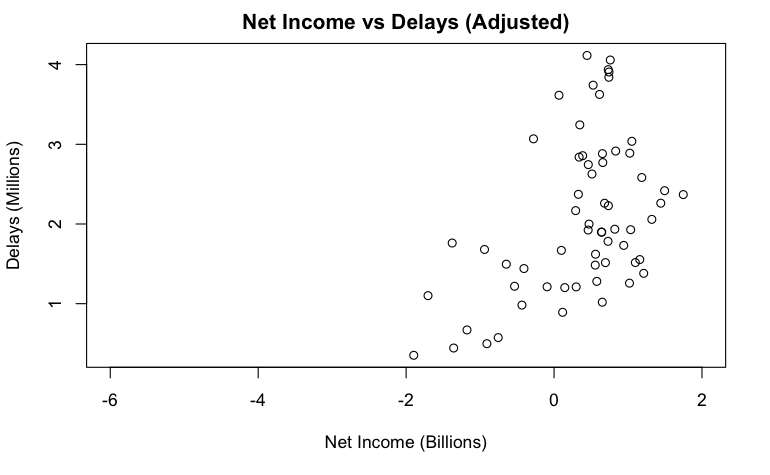 Net Income vs Delays (Adjusted)
4
3
2
1
Delays (Millions)
-6 -4 -2 0 2
Net Income (Billions)